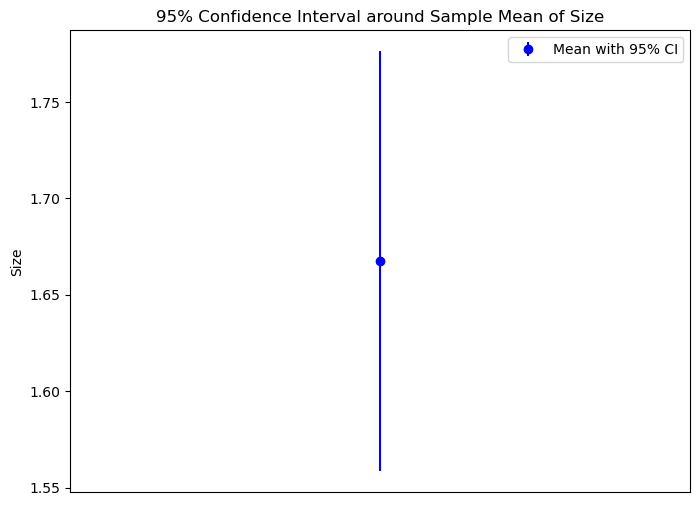 95% Confidence Interval around Sample Mean of Size
Mean with 95% CI
1.75
1.70
1.65
1.60
1.55
Size